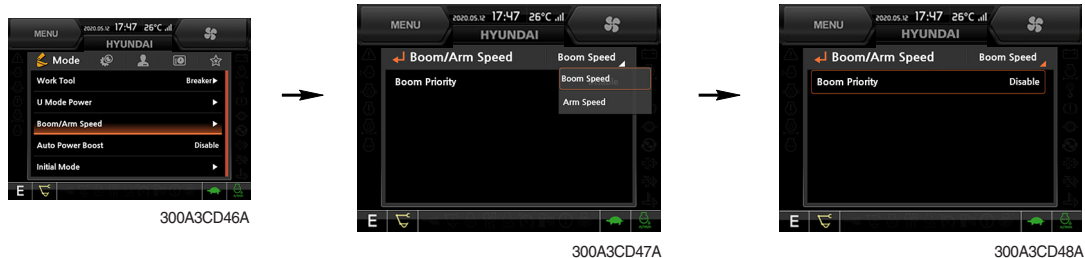 MENU 2020.05.12 17:47 26°C
HYUNDAI
Mode
Work Tool Breaker
U Mode Power
Boom/Arm Speed
Auto Power Boost Disable
Initial Mode
E
300A3CD46A
MENU 2020.05.12 17:47 26°C
HYUNDAI
Boom/Arm Speed Boom Speed
Boom Priority Boom Speed
Arm Speed
E
300A3CD47A
MENU 2020.05.12 17:47 26°C
HYUNDAI
Boom/Arm Speed Boom Speed
Boom Priority Disable
E
300A3CD48A